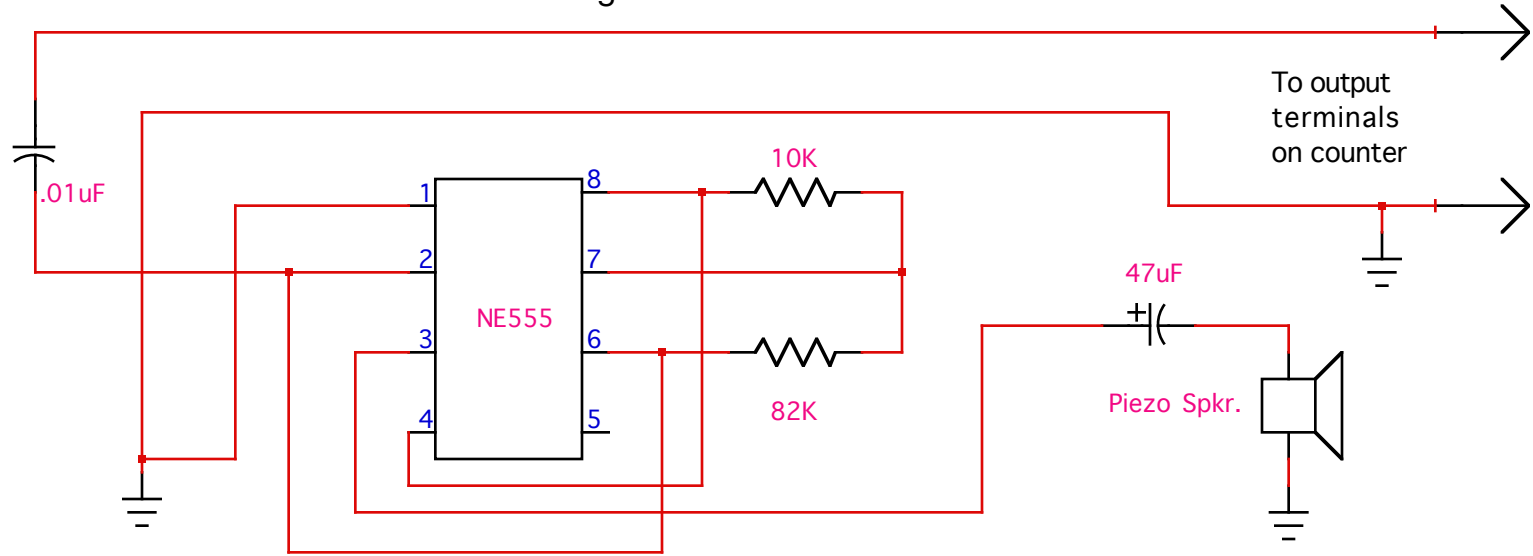 To output
terminals
on counter
10K
.01uF
1
8
2
7
47uF
NE555
3
6
Piezo Spkr.
82K
4
5
+